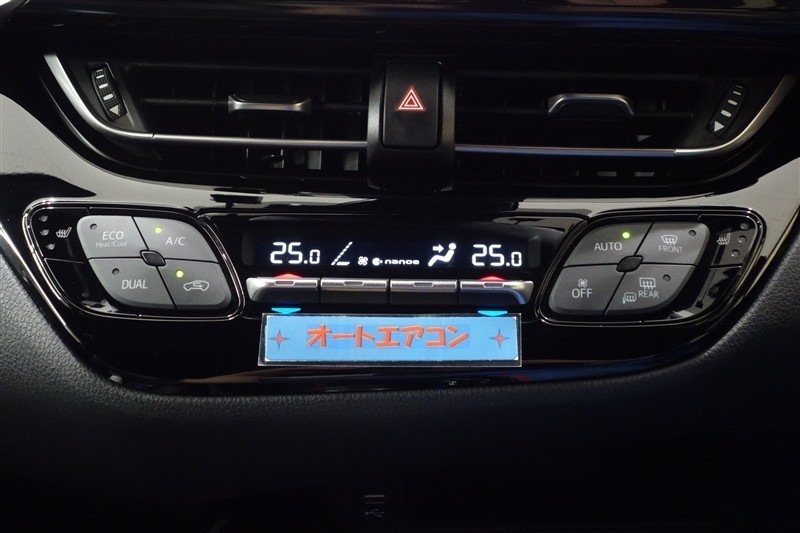 ECO
Heat/Cool
A/C
DUAL
25.0
nanoe
25.0
AUTO
FRONT
OFF
REAR
オートエアコン